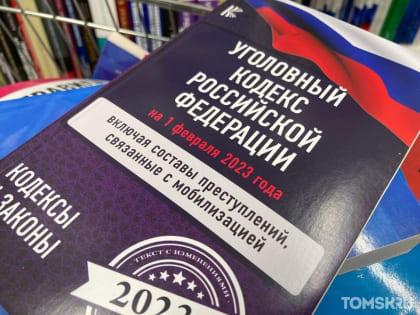 УГОЛОВНЫЙ
КОДЕКС
РОССИЙСКОЙ
ФЕДЕРАЦИИ
на 1 февраля 2023 года
включая составы преступлений,
связанные с мобилизацией
КОДЕКСЫ
И ЗАКОНЫ
ТЕКСТ С ИЗМЕНЕНИЯМИ
TOMSK.RU